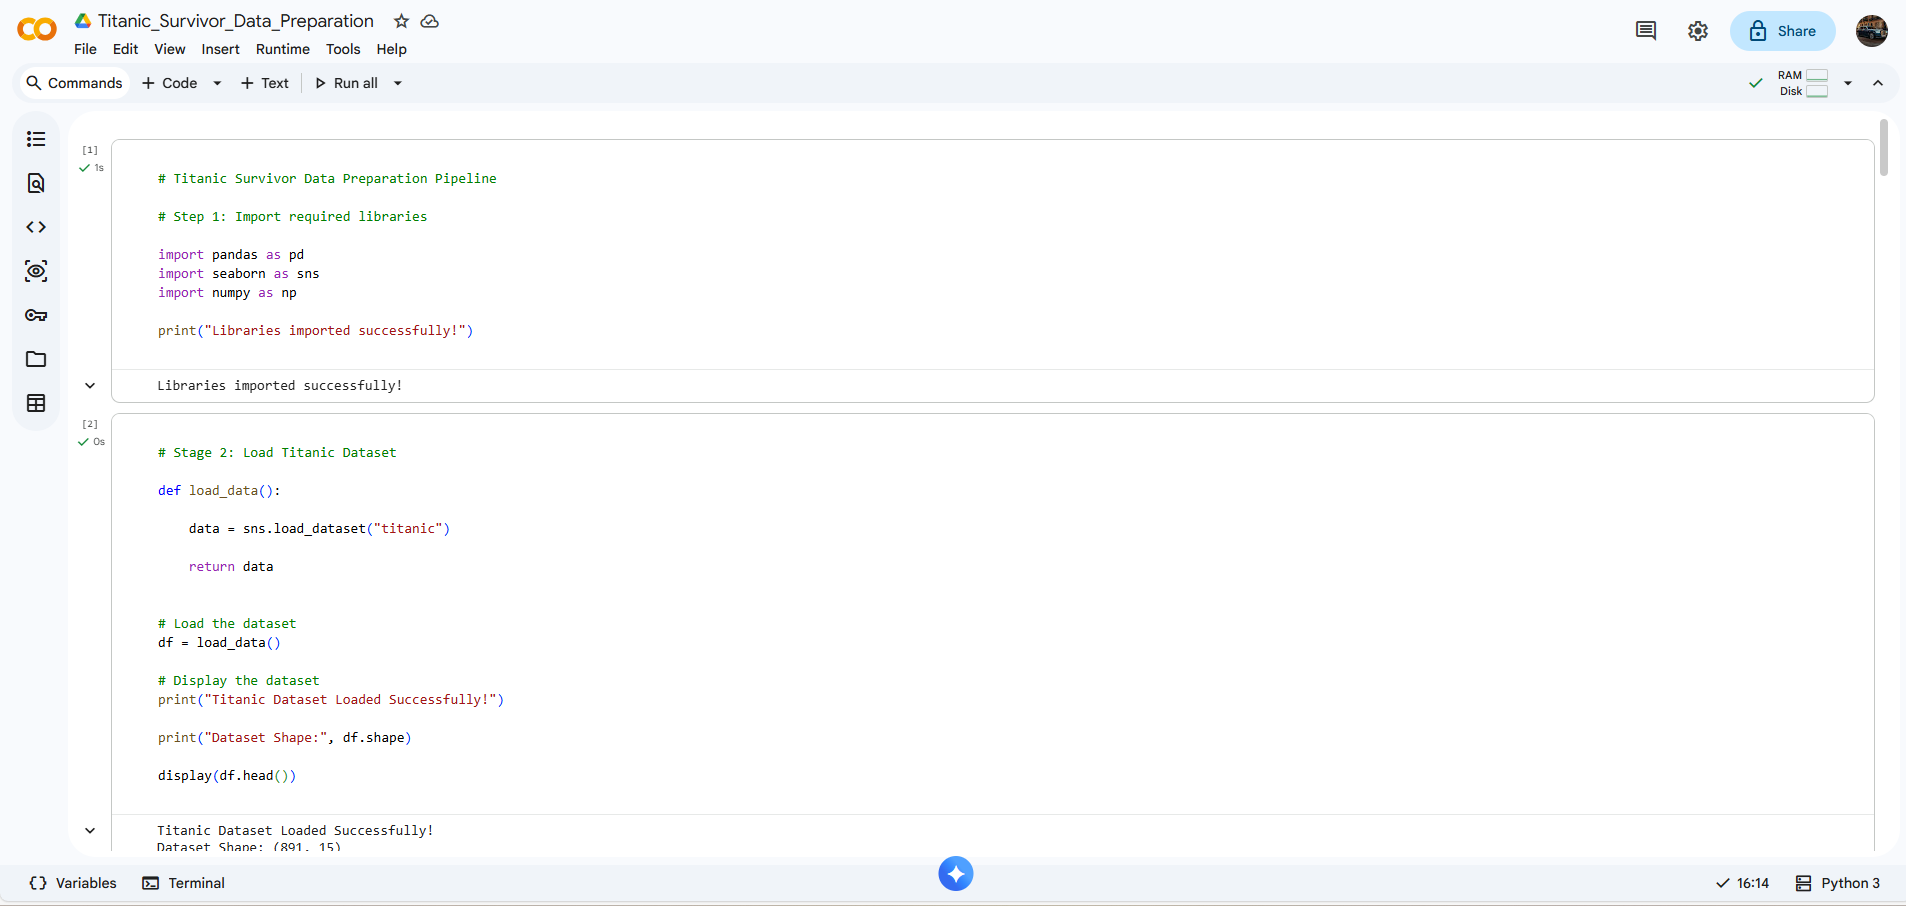 Titanic_Survivor_Data_Preparation
File Edit View Insert Runtime Tools Help
Share
Commands + Code + Text Run all
RAM
Disk
[1]
1s
# Titanic Survivor Data Preparation Pipeline
# Step 1: Import required libraries
import pandas as pd
import seaborn as sns
import numpy as np
print("Libraries imported successfully!")
Libraries imported successfully!
[2]
0s
# Stage 2: Load Titanic Dataset
def load_data():
data = sns.load_dataset("titanic")
return data
# Load the dataset
df = load_data()
# Display the dataset
print("Titanic Dataset Loaded Successfully!")
print("Dataset Shape:", df.shape)
display(df.head())
Titanic Dataset Loaded Successfully!
Dataset Shape: (891, 15)
Variables Terminal
16:14 Python 3